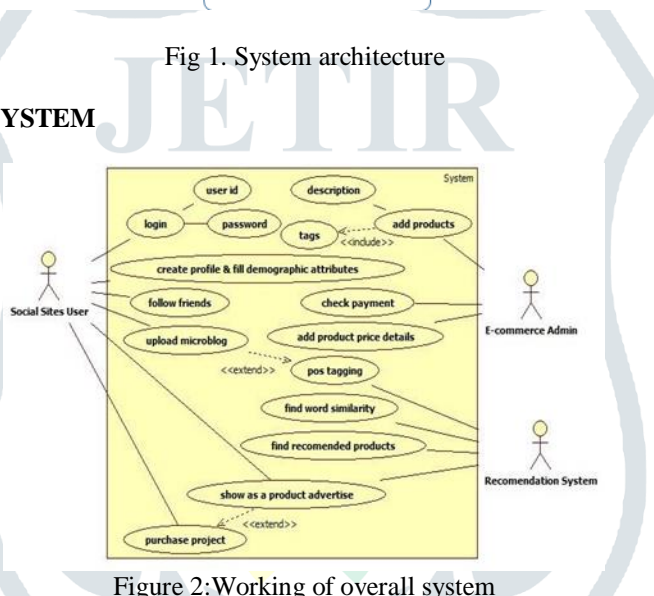 Fig 1. System architecture
JETIR
YSTEM
System
user id
description
login
password
tags
add products
<<include>>
create profile & fill demographic attributes
Social Sites User
follow friends
check payment
E-commerce Admin
upload microblog
add product price details
<<extend>>
pos tagging
find word similarity
find recomended products
Recomendation System
show as a product advertise
<<extend>>
purchase project
Figure 2:Working of overall system